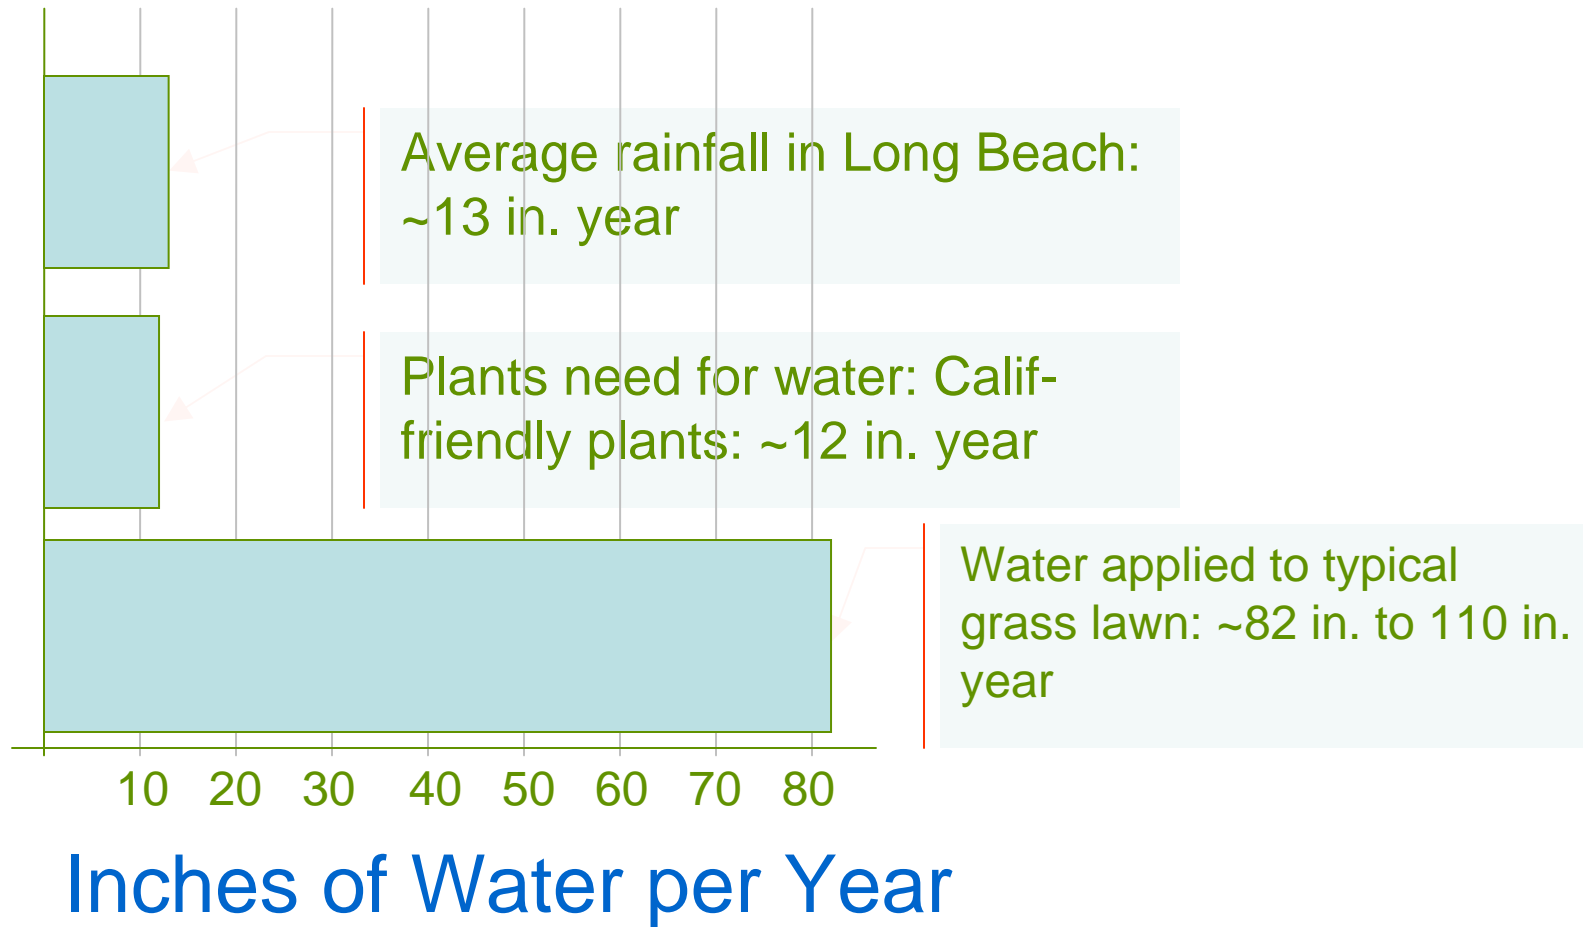 Average rainfall in Long Beach:
~13 in. year
Plants need for water: Calif-
friendly plants: ~12 in. year
Water applied to typical
grass lawn: ~82 in. to 110 in.
year
10 20 30 40 50 60 70 80
Inches of Water per Year